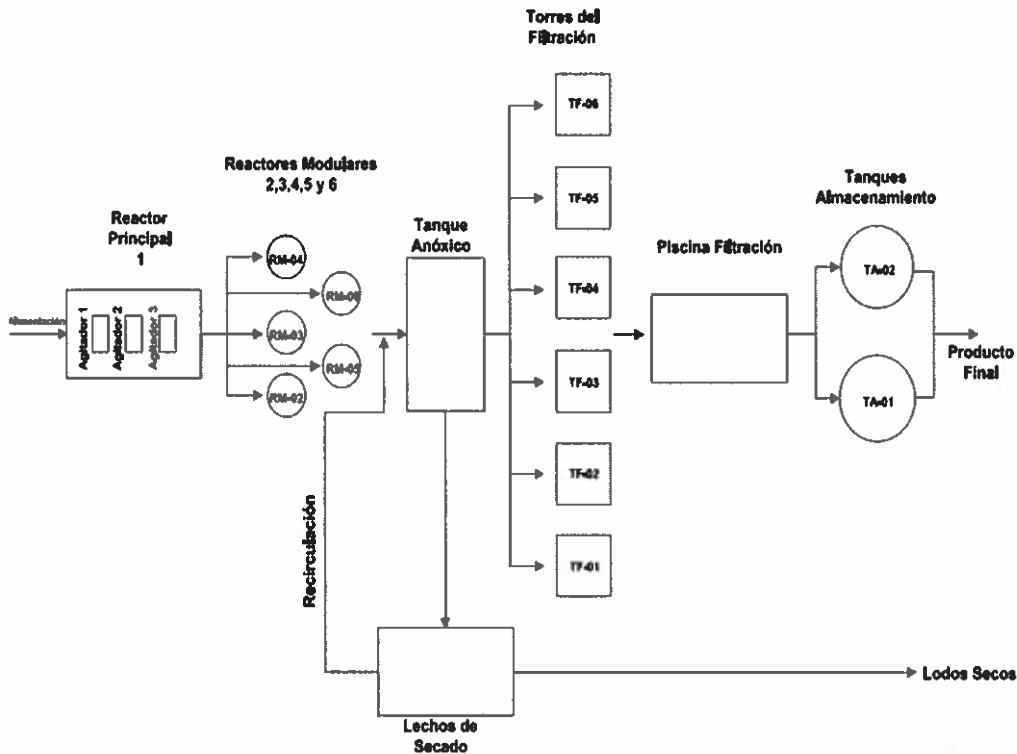 Torres del
Filtración
TF-06
TF-05
TF-04
TF-03
TF-02
TF-01
Reactores Modulares
2,3,4,5 y 6
Reactor
Principal
1
Alimentación
Agitador 1
Agitador 2
Agitador 3
RM-04
RM-06
RM-03
RM-05
RM-02
Tanque
Anóxico
Recirculación
Piscina Filtración
Tanques
Almacenamiento
TA-02
TA-01
Producto
Final
Lodos Secos
Lechos de
Secado